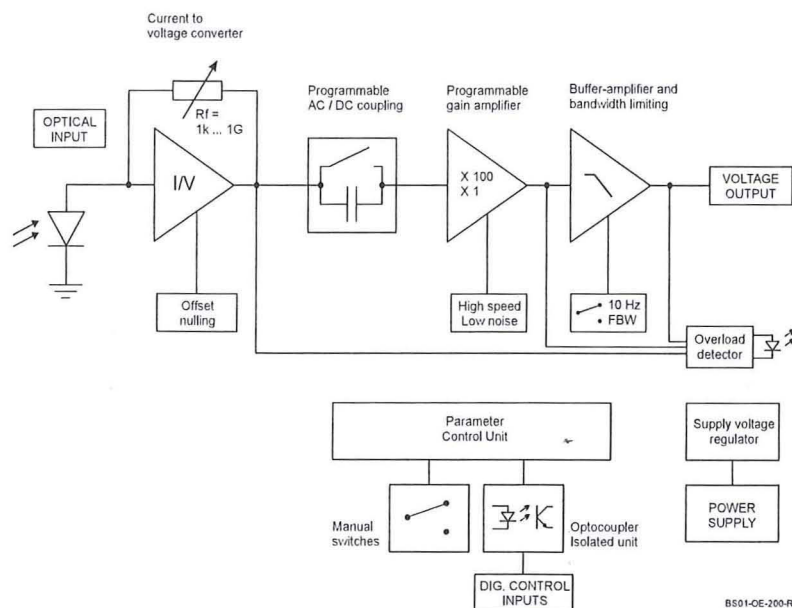 Current to
voltage converter
Programmable
AC / DC coupling
Programmable
gain amplifier
Buffer-amplifier and
bandwidth limiting
OPTICAL
INPUT
Rf =
1k ... 1G
I/V
X 100
X 1
VOLTAGE
OUTPUT
Offset
nulling
High speed
Low noise
10 Hz
FBW
Overload
detector
Parameter
Control Unit
Supply voltage
regulator
Manual
switches
Optocoupler
Isolated unit
POWER
SUPPLY
DIG. CONTROL
INPUTS
BS01-OE-200-R